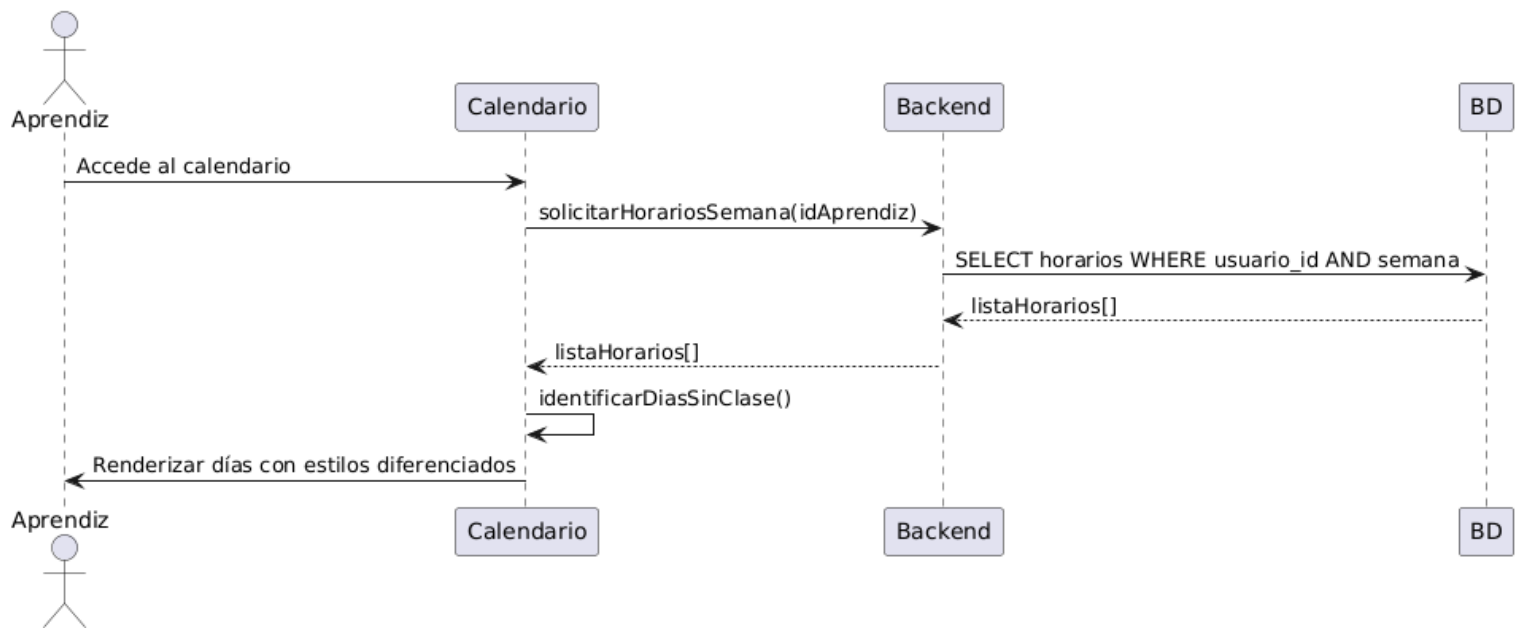 Aprendiz
Calendario
Backend
BD
Accede al calendario
solicitarHorariosSemana(idAprendiz)
SELECT horarios WHERE usuario_id AND semana
listaHorarios[]
listaHorarios[]
identificarDiasSinClase()
Renderizar días con estilos diferenciados
Aprendiz
Calendario
Backend
BD